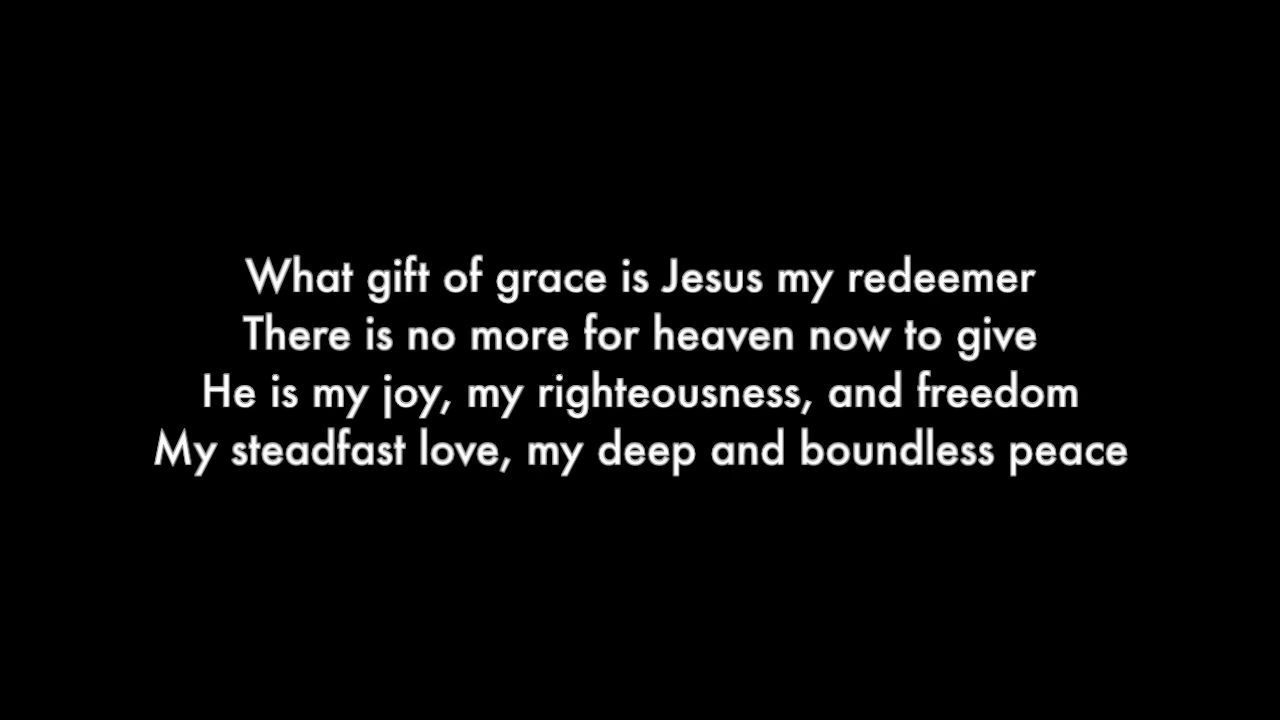 What gift of grace is Jesus my redeemer
There is no more for heaven now to give
He is my joy, my righteousness, and freedom
My steadfast love, my deep and boundless peace